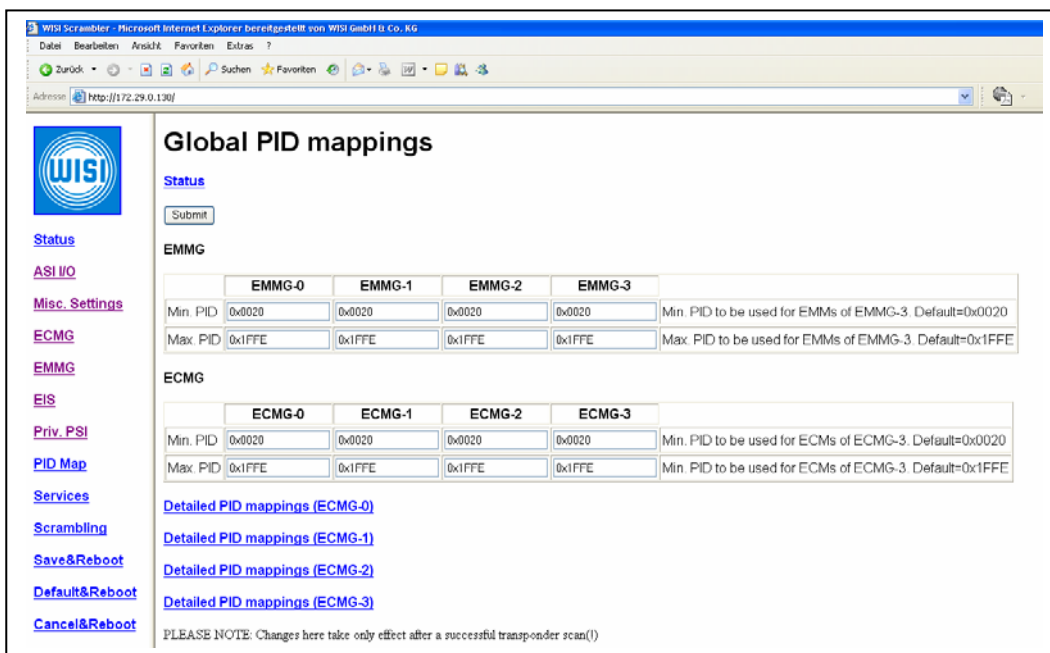 WISI Scrambler - Microsoft Internet Explorer bereitgestellt von WISI GmbH & Co. KG
Datei Bearbeiten Ansicht Favoriten Extras ?
Zurück Suchen Favoriten
Adresse http://172.29.0.130/
WISI
Status
ASI I/O
Misc. Settings
ECMG
EMMG
EIS
Priv. PSI
PID Map
Services
Scrambling
Save&Reboot
Default&Reboot
Cancel&Reboot
Global PID mappings
Status
Submit
EMMG
EMMG-0 EMMG-1 EMMG-2 EMMG-3
Min. PID 0x0020 0x0020 0x0020 0x0020 Min. PID to be used for EMMs of EMMG-3. Default=0x0020
Max. PID 0x1FFE 0x1FFE 0x1FFE 0x1FFE Max. PID to be used for EMMs of EMMG-3. Default=0x1FFE
ECMG
ECMG-0 ECMG-1 ECMG-2 ECMG-3
Min. PID 0x0020 0x0020 0x0020 0x0020 Min. PID to be used for ECMs of ECMG-3. Default=0x0020
Max. PID 0x1FFE 0x1FFE 0x1FFE 0x1FFE Min. PID to be used for ECMs of ECMG-3. Default=0x1FFE
Detailed PID mappings (ECMG-0)
Detailed PID mappings (ECMG-1)
Detailed PID mappings (ECMG-2)
Detailed PID mappings (ECMG-3)
PLEASE NOTE: Changes here take only effect after a successful transponder scan(!)